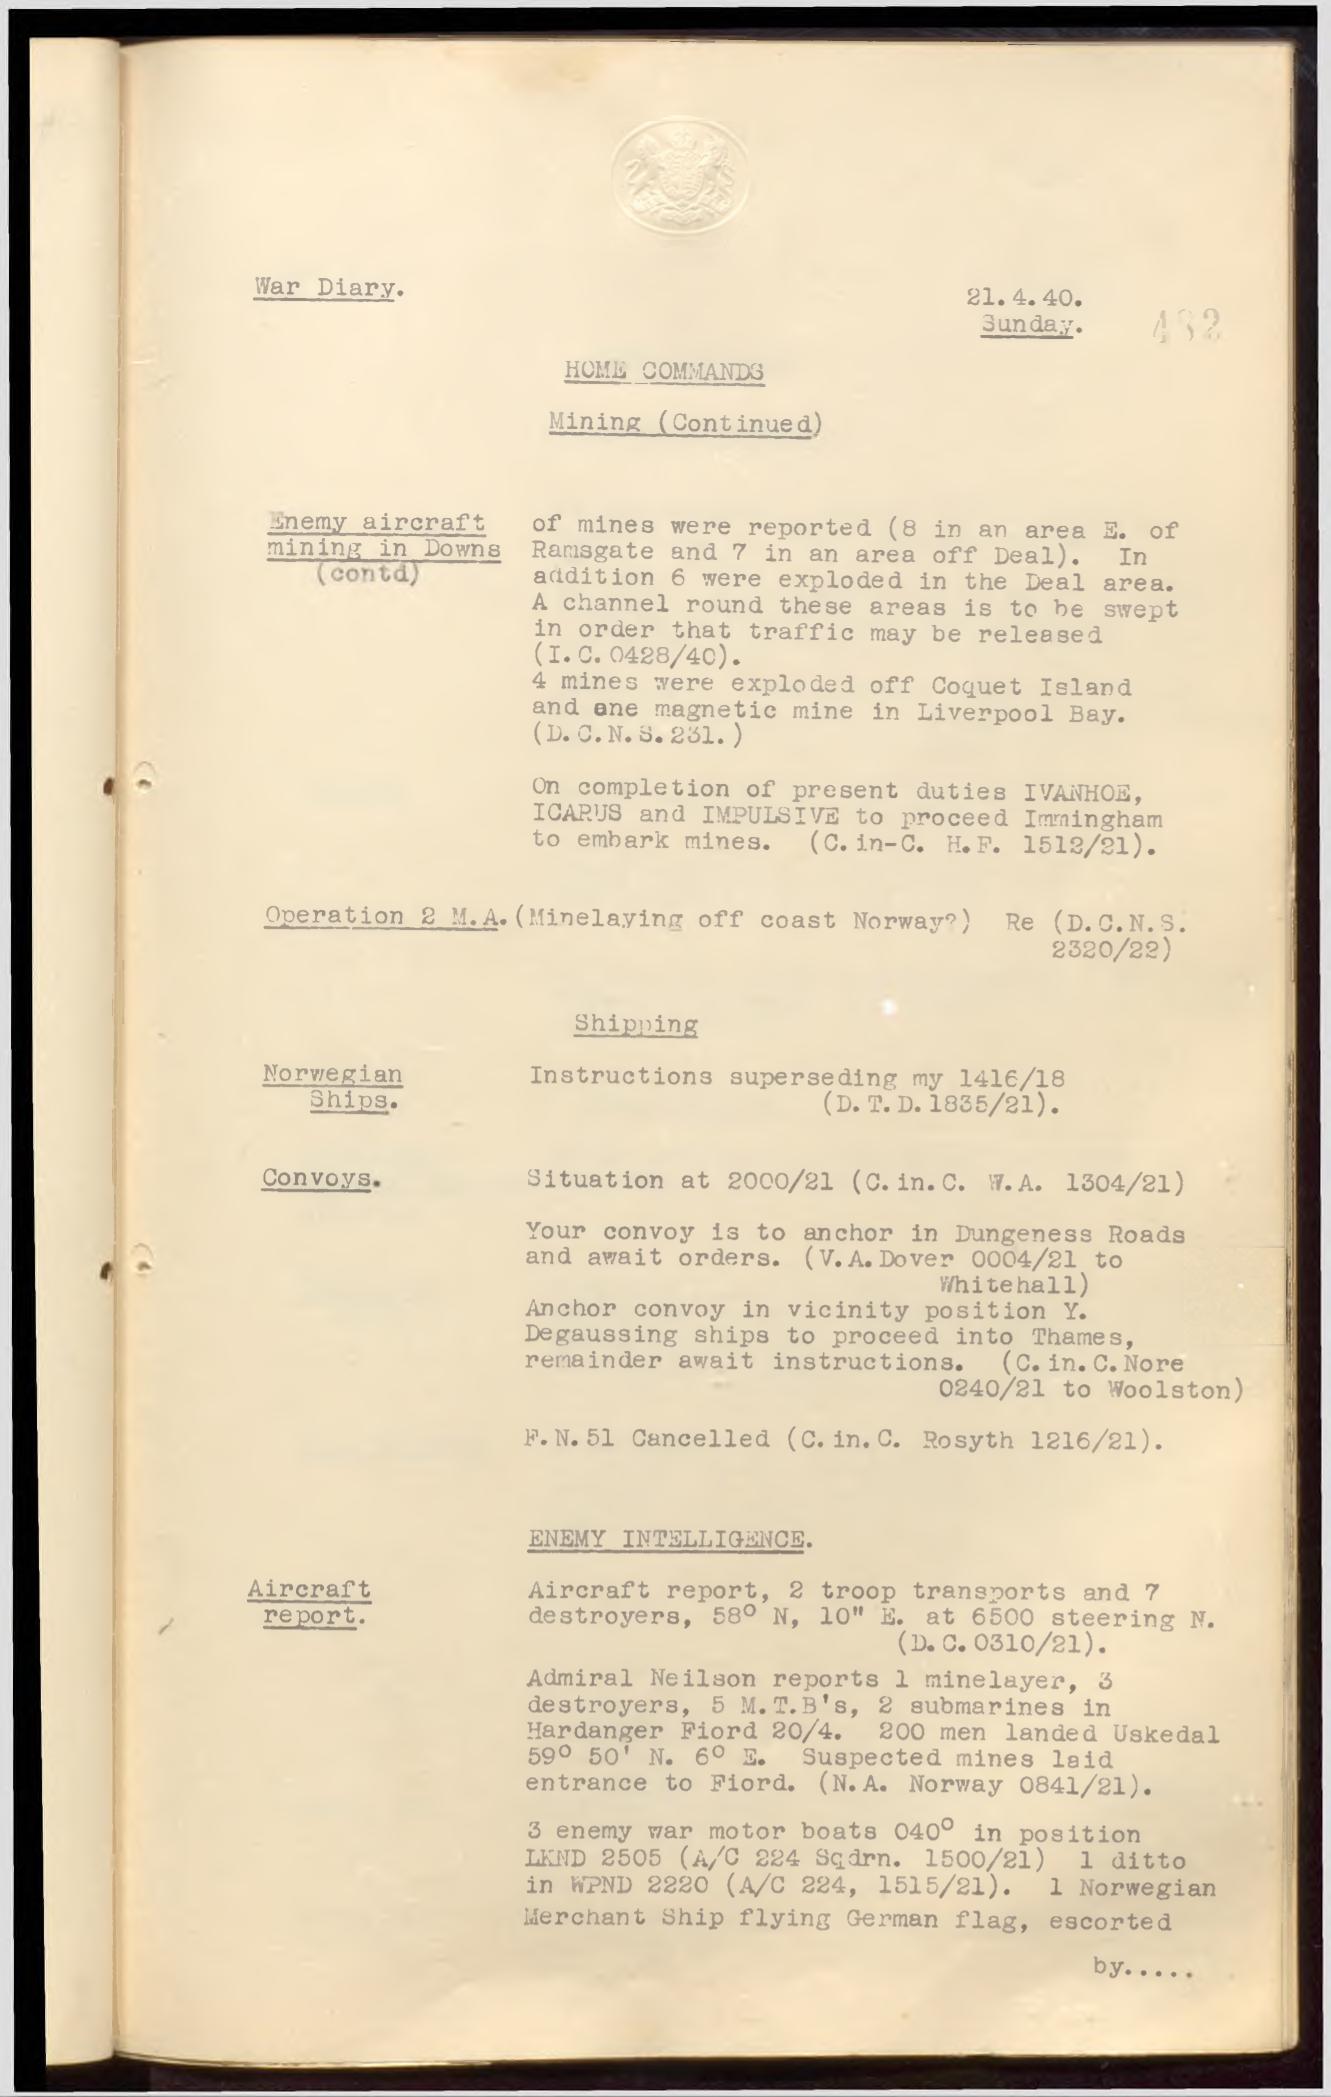 War Diary.
21.4.40.
Sunday.
482
HOME COMMANDS
Mining (Continued)
Enemy aircraft
mining in Downs
(contd)
of mines were reported (8 in an area E. of
Ramsgate and 7 in an area off Deal). In
addition 6 were exploded in the Deal area.
A channel round these areas is to be swept
in order that traffic may be released
(I.C.0428/40).
4 mines were exploded off Coquet Island
and one magnetic mine in Liverpool Bay.
(D.C.N.S.231.)
On completion of present duties IVANHOE,
ICARUS and IMPULSIVE to proceed Immingham
to embark mines. (C.in-C. H.F. 1512/21).
Operation 2 M.A. (Minelaying off coast Norway?) Re (D.C.N.S.
2320/22)
Shipping
Norwegian
Ships.
Instructions superseding my 1416/18
(D.T.D.1835/21).
Convoys.
Situation at 2000/21 (C.in.C. W.A. 1304/21)
Your convoy is to anchor in Dungeness Roads
and await orders. (V.A.Dover 0004/21 to
Whitehall)
Anchor convoy in vicinity position Y.
Degaussing ships to proceed into Thames,
remainder await instructions. (C.in.C.Nore
0240/21 to Woolston)
F.N.51 Cancelled (C.in.C. Rosyth 1216/21).
ENEMY INTELLIGENCE.
Aircraft
report.
Aircraft report, 2 troop transports and 7
destroyers, 58° N, 10" E. at 6500 steering N.
(D.C.0310/21).
Admiral Neilson reports 1 minelayer, 3
destroyers, 5 M.T.B's, 2 submarines in
Hardanger Fiord 20/4. 200 men landed Uskedal
59° 50' N. 6° E. Suspected mines laid
entrance to Fiord. (N.A. Norway 0841/21).
3 enemy war motor boats 040° in position
LKND 2505 (A/C 224 Sqdrn. 1500/21) 1 ditto
in WPND 2220 (A/C 224, 1515/21). 1 Norwegian
Merchant Ship flying German flag, escorted
by.....